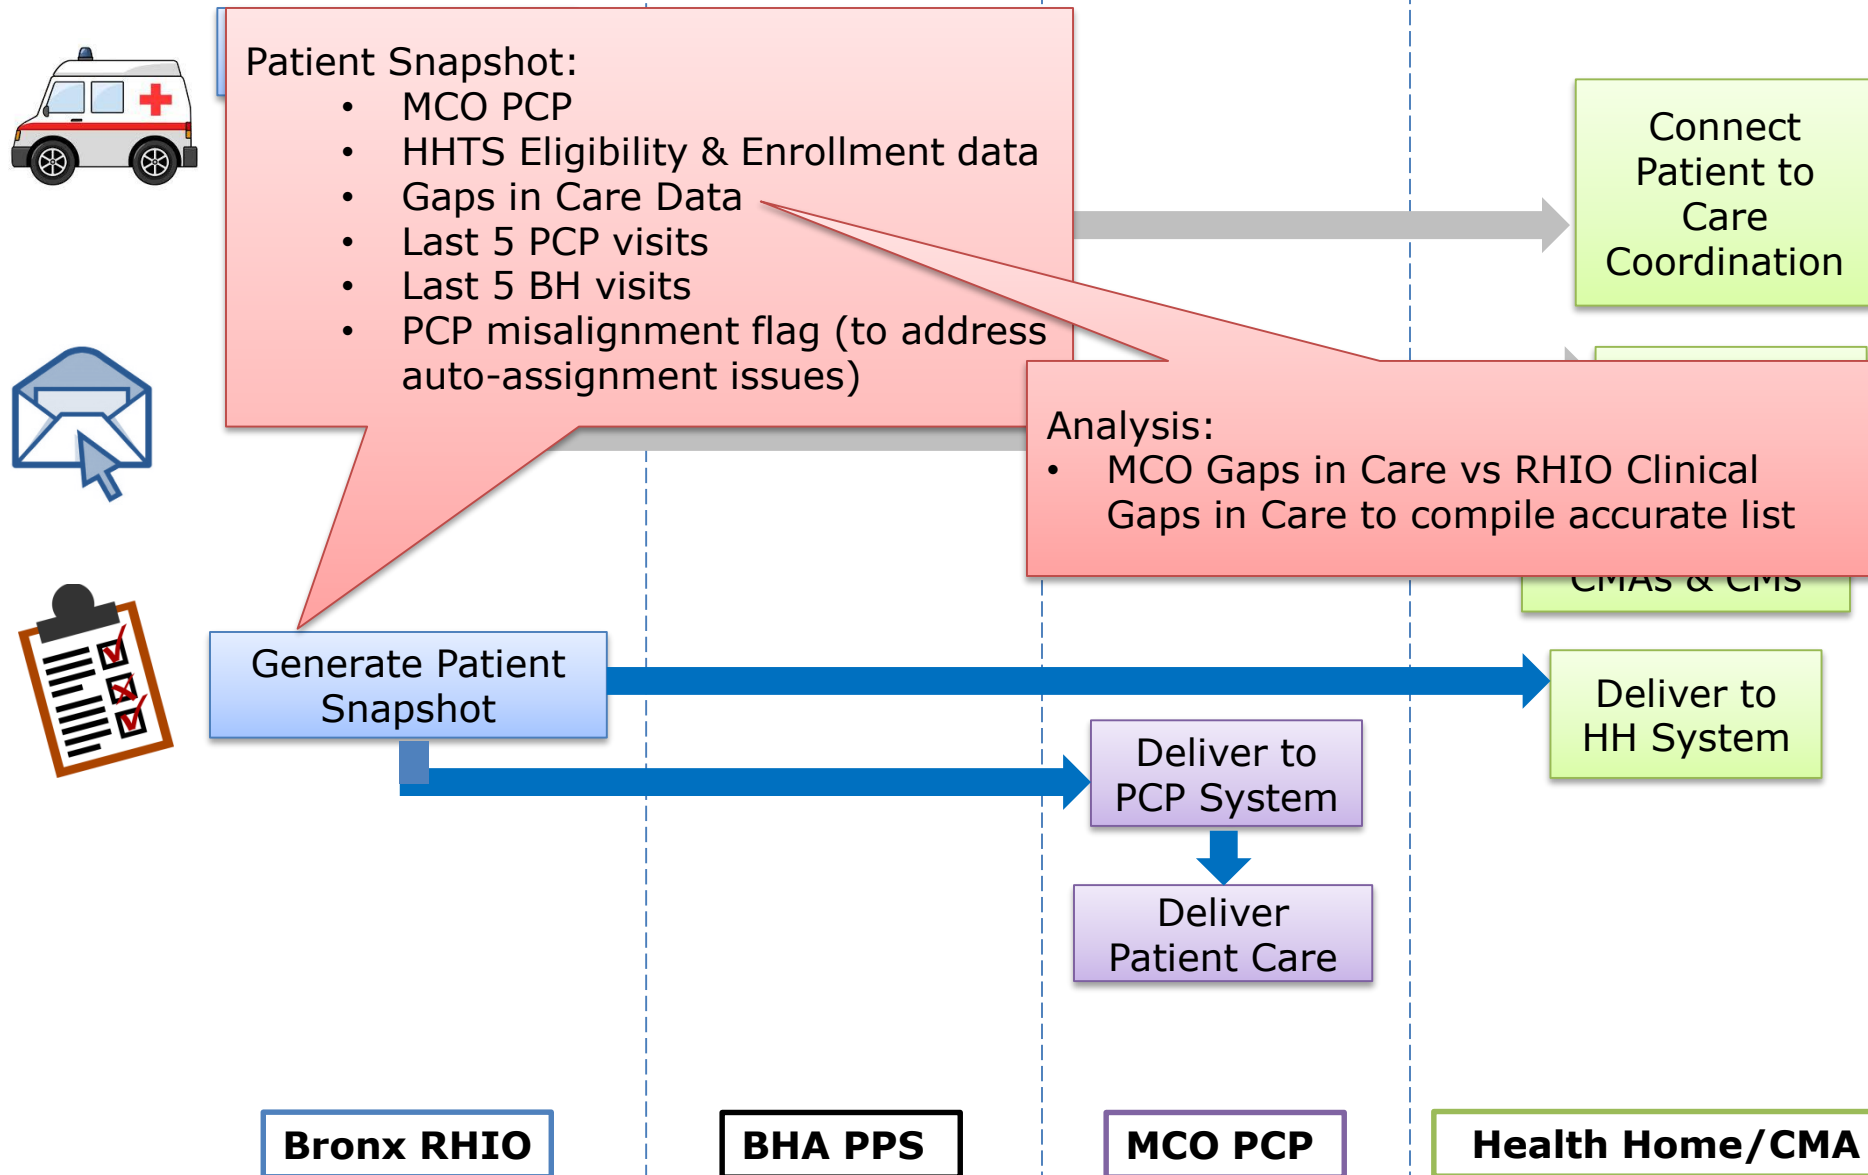 Patient Snapshot:
• MCO PCP
• HHTS Eligibility & Enrollment data
• Gaps in Care Data
• Last 5 PCP visits
• Last 5 BH visits
• PCP misalignment flag (to address
auto-assignment issues)
Connect
Patient to
Care
Coordination
Analysis:
• MCO Gaps in Care vs RHIO Clinical
Gaps in Care to compile accurate list
CMAs & CMs
Generate Patient
Snapshot
Deliver to
HH System
Deliver to
PCP System
Deliver
Patient Care
Bronx RHIO
BHA PPS
MCO PCP
Health Home/CMA